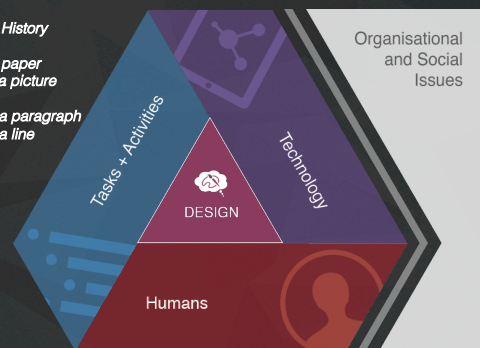 History
paper
a picture
a paragraph
a line
Organisational
and Social
Issues
Tasks + Activities
Technology
DESIGN
Humans